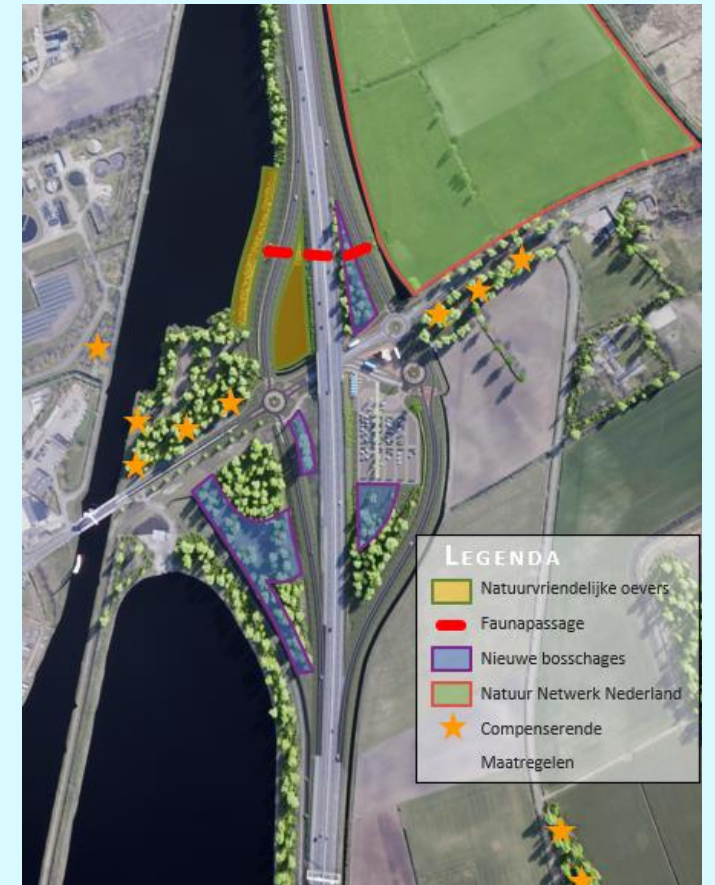 LEGENDA
Natuurvriendelijke oevers
Faunapassage
Nieuwe bosschages
Natuur Netwerk Nederland
Compenserende
Maatregelen